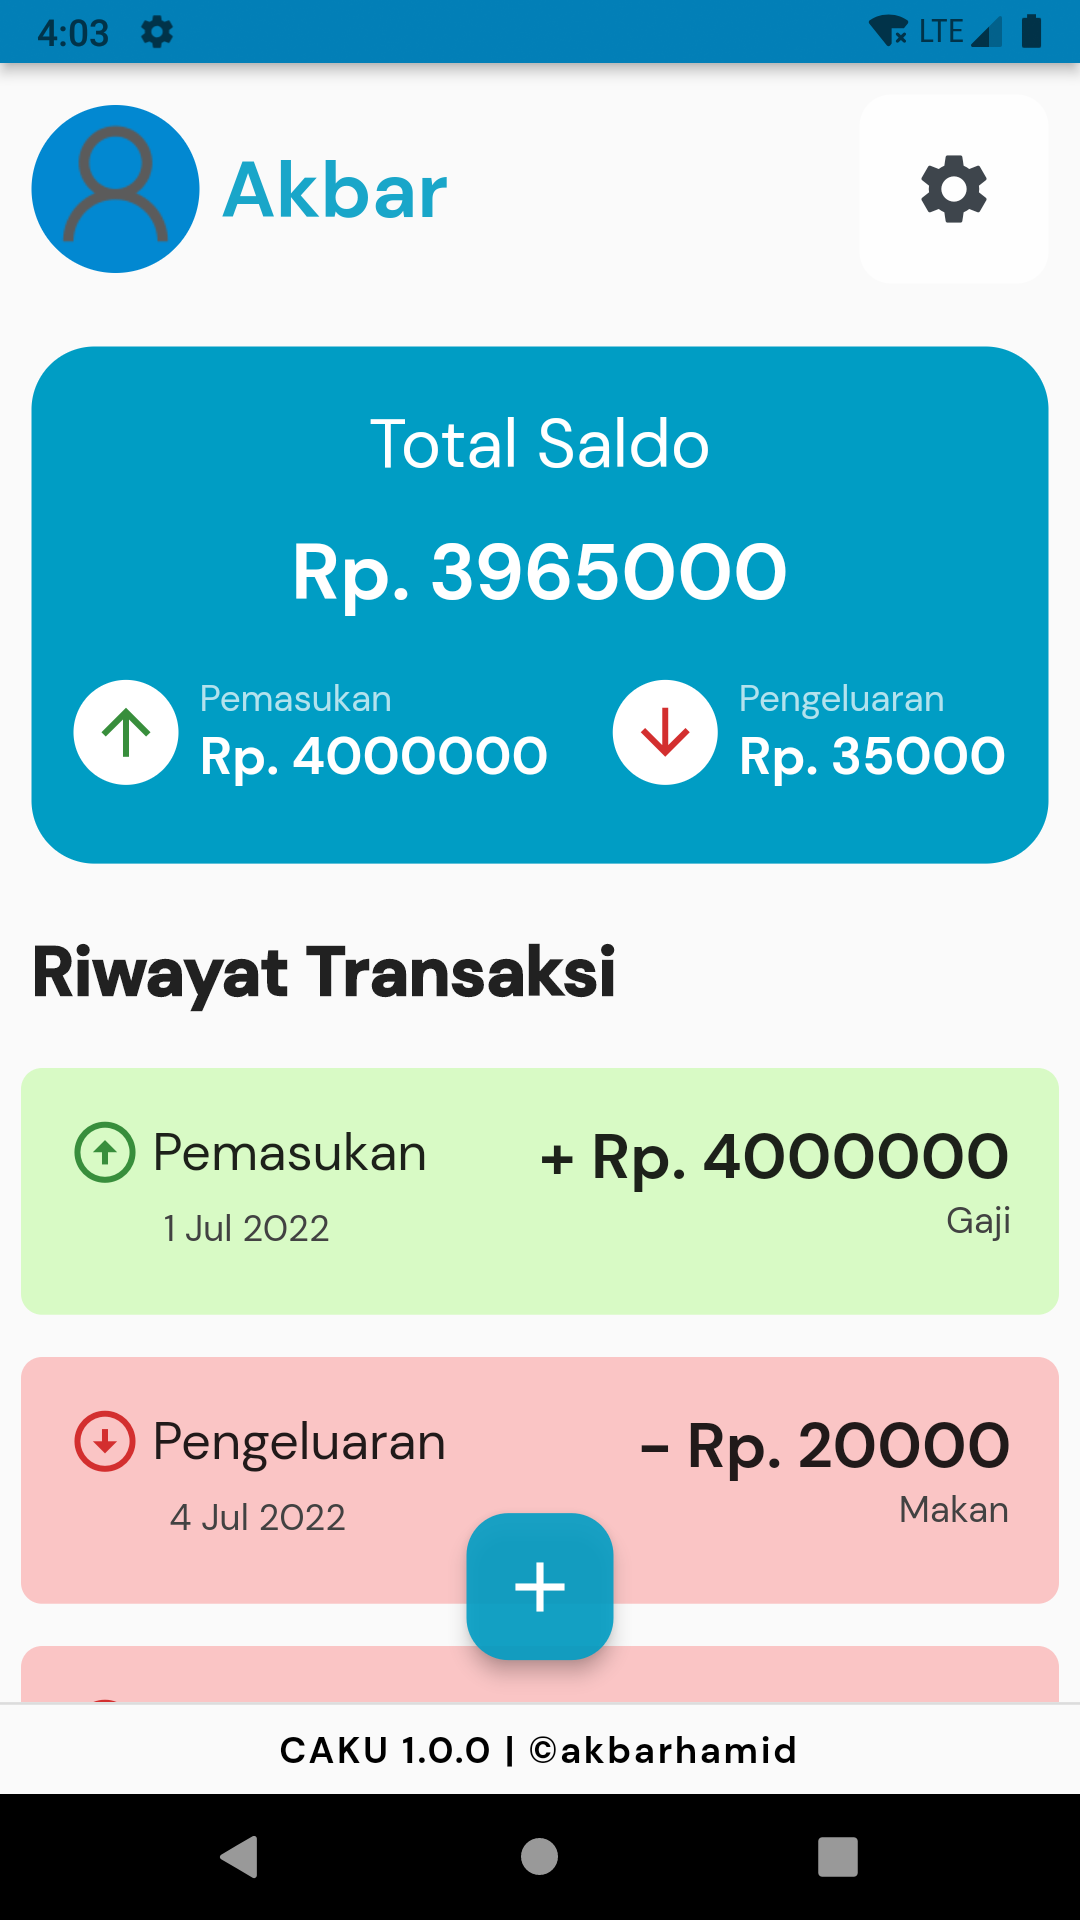 4:03 LTE
Akbar
Total Saldo
Rp. 3965000
Pemasukan
Rp. 4000000
Pengeluaran
Rp. 35000
Riwayat Transaksi
Pemasukan
+ Rp. 4000000
1 Jul 2022
Gaji
Pengeluaran
- Rp. 20000
4 Jul 2022
Makan
CAKU 1.0.0 | ©akbarhamid